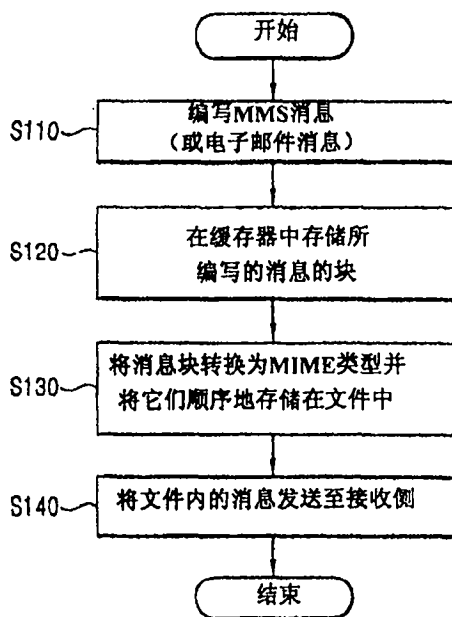 开始
S110
编写MMS消息
（或电子邮件消息）
S120
在缓存器中存储所
编写的消息的块
S130
将消息块转换为MIME类型并
将它们顺序地存储在文件中
S140
将文件内的消息发送至接收侧
结束